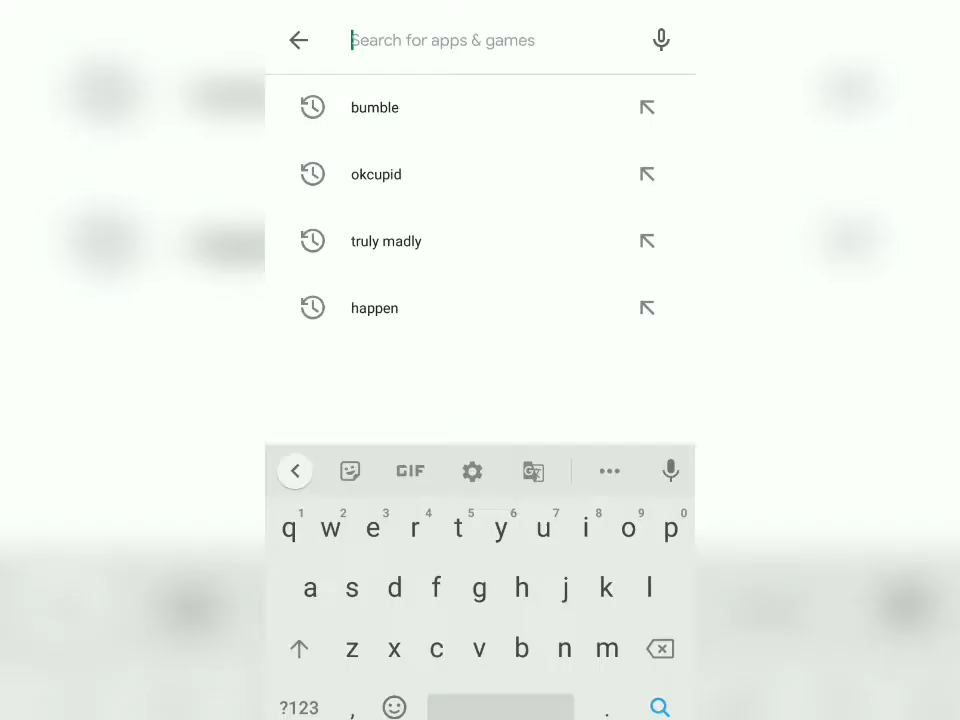 Search for apps & games
bumble
okcupid
truly madly
happen
GIF
1 2 3 4 5 6 7 8 9 0
q w e r t y u i o p
a s d f g h j k l
z x c v b n m
?123 , .